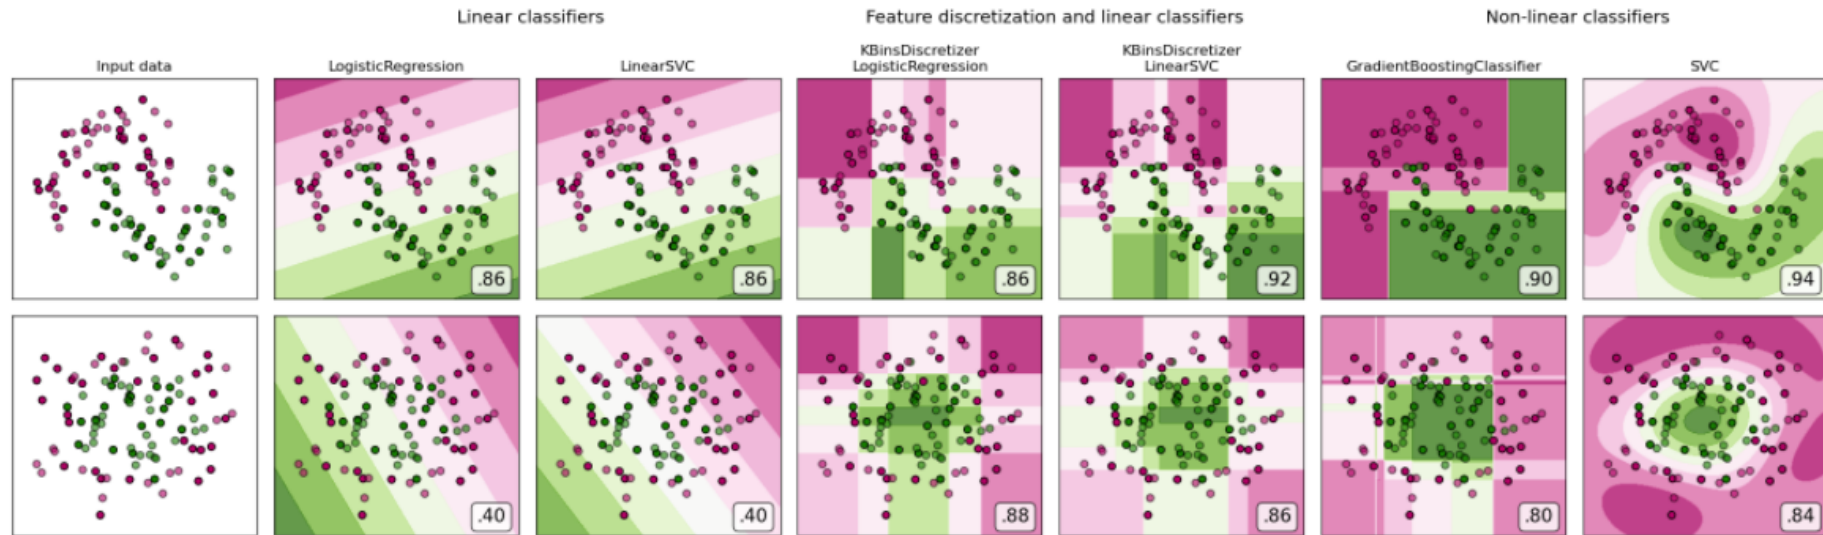 Linear classifiers
Feature discretization and linear classifiers
Non-linear classifiers
Input data
LogisticRegression
LinearSVC
KBinsDiscretizer
LogisticRegression
KBinsDiscretizer
LinearSVC
GradientBoostingClassifier
SVC
.86
.86
.86
.92
.90
.94
.40
.40
.88
.86
.80
.84